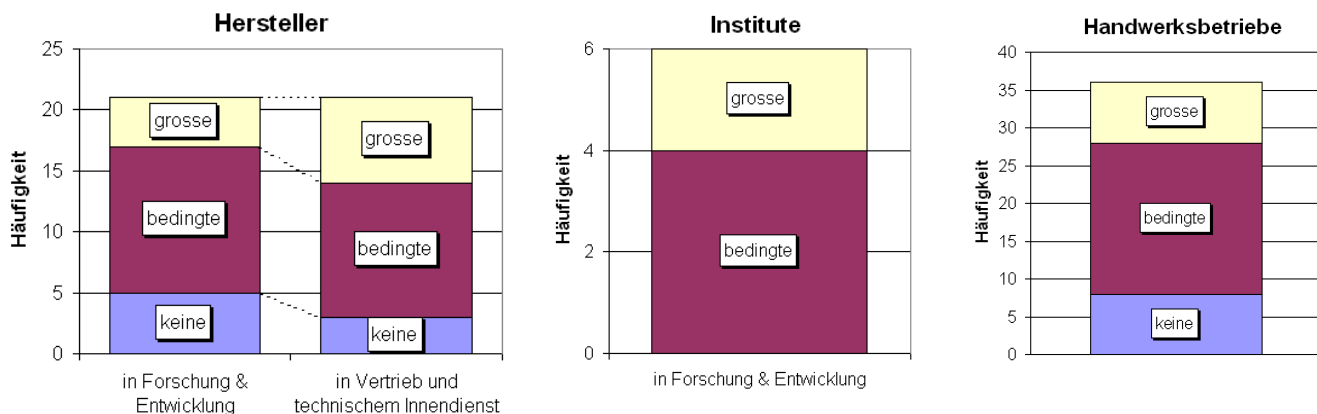 Hersteller
Häufigkeit
25
20
15
10
5
0
grosse
bedingte
keine
grosse
bedingte
keine
in Forschung &
Entwicklung
in Vertrieb und
technischem Innendienst
Institute
Häufigkeit
6
4
2
0
grosse
bedingte
in Forschung & Entwicklung
Handwerksbetriebe
Häufigkeit
40
35
30
25
20
15
10
5
0
grosse
bedingte
keine